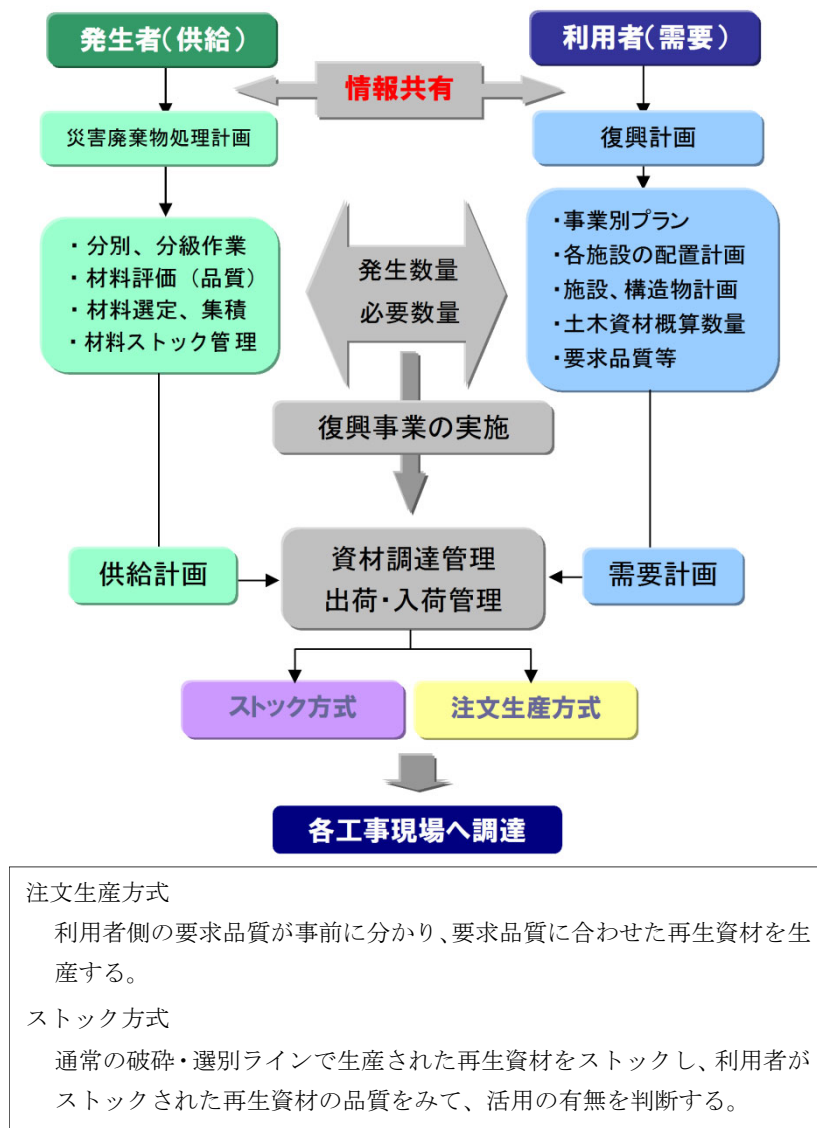 発生者(供給)
利用者(需要)
情報共有
災害廃棄物処理計画
復興計画
・分別、分級作業
・材料評価（品質）
・材料選定、集積
・材料ストック管理
発生数量
必要数量
・事業別プラン
・各施設の配置計画
・施設、構造物計画
・土木資材概算数量
・要求品質等
復興事業の実施
供給計画
資材調達管理
出荷・入荷管理
需要計画
ストック方式
注文生産方式
各工事現場へ調達
注文生産方式
利用者側の要求品質が事前に分かり、要求品質に合わせた再生資材を生
産する。
ストック方式
通常の破砕・選別ラインで生産された再生資材をストックし、利用者が
ストックされた再生資材の品質をみて、活用の有無を判断する。